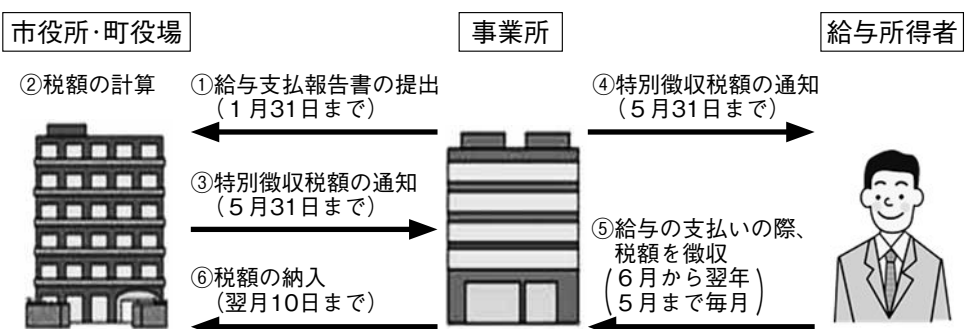 市役所･町役場
事業所
給与所得者
②税額の計算
①給与支払報告書の提出
（１月31日まで）
④特別徴収税額の通知
（５月31日まで）
③特別徴収税額の通知
（５月31日まで）
⑤給与の支払いの際、
税額を徴収
（６月から翌年
５月まで毎月）
⑥税額の納入
（翌月10日まで）